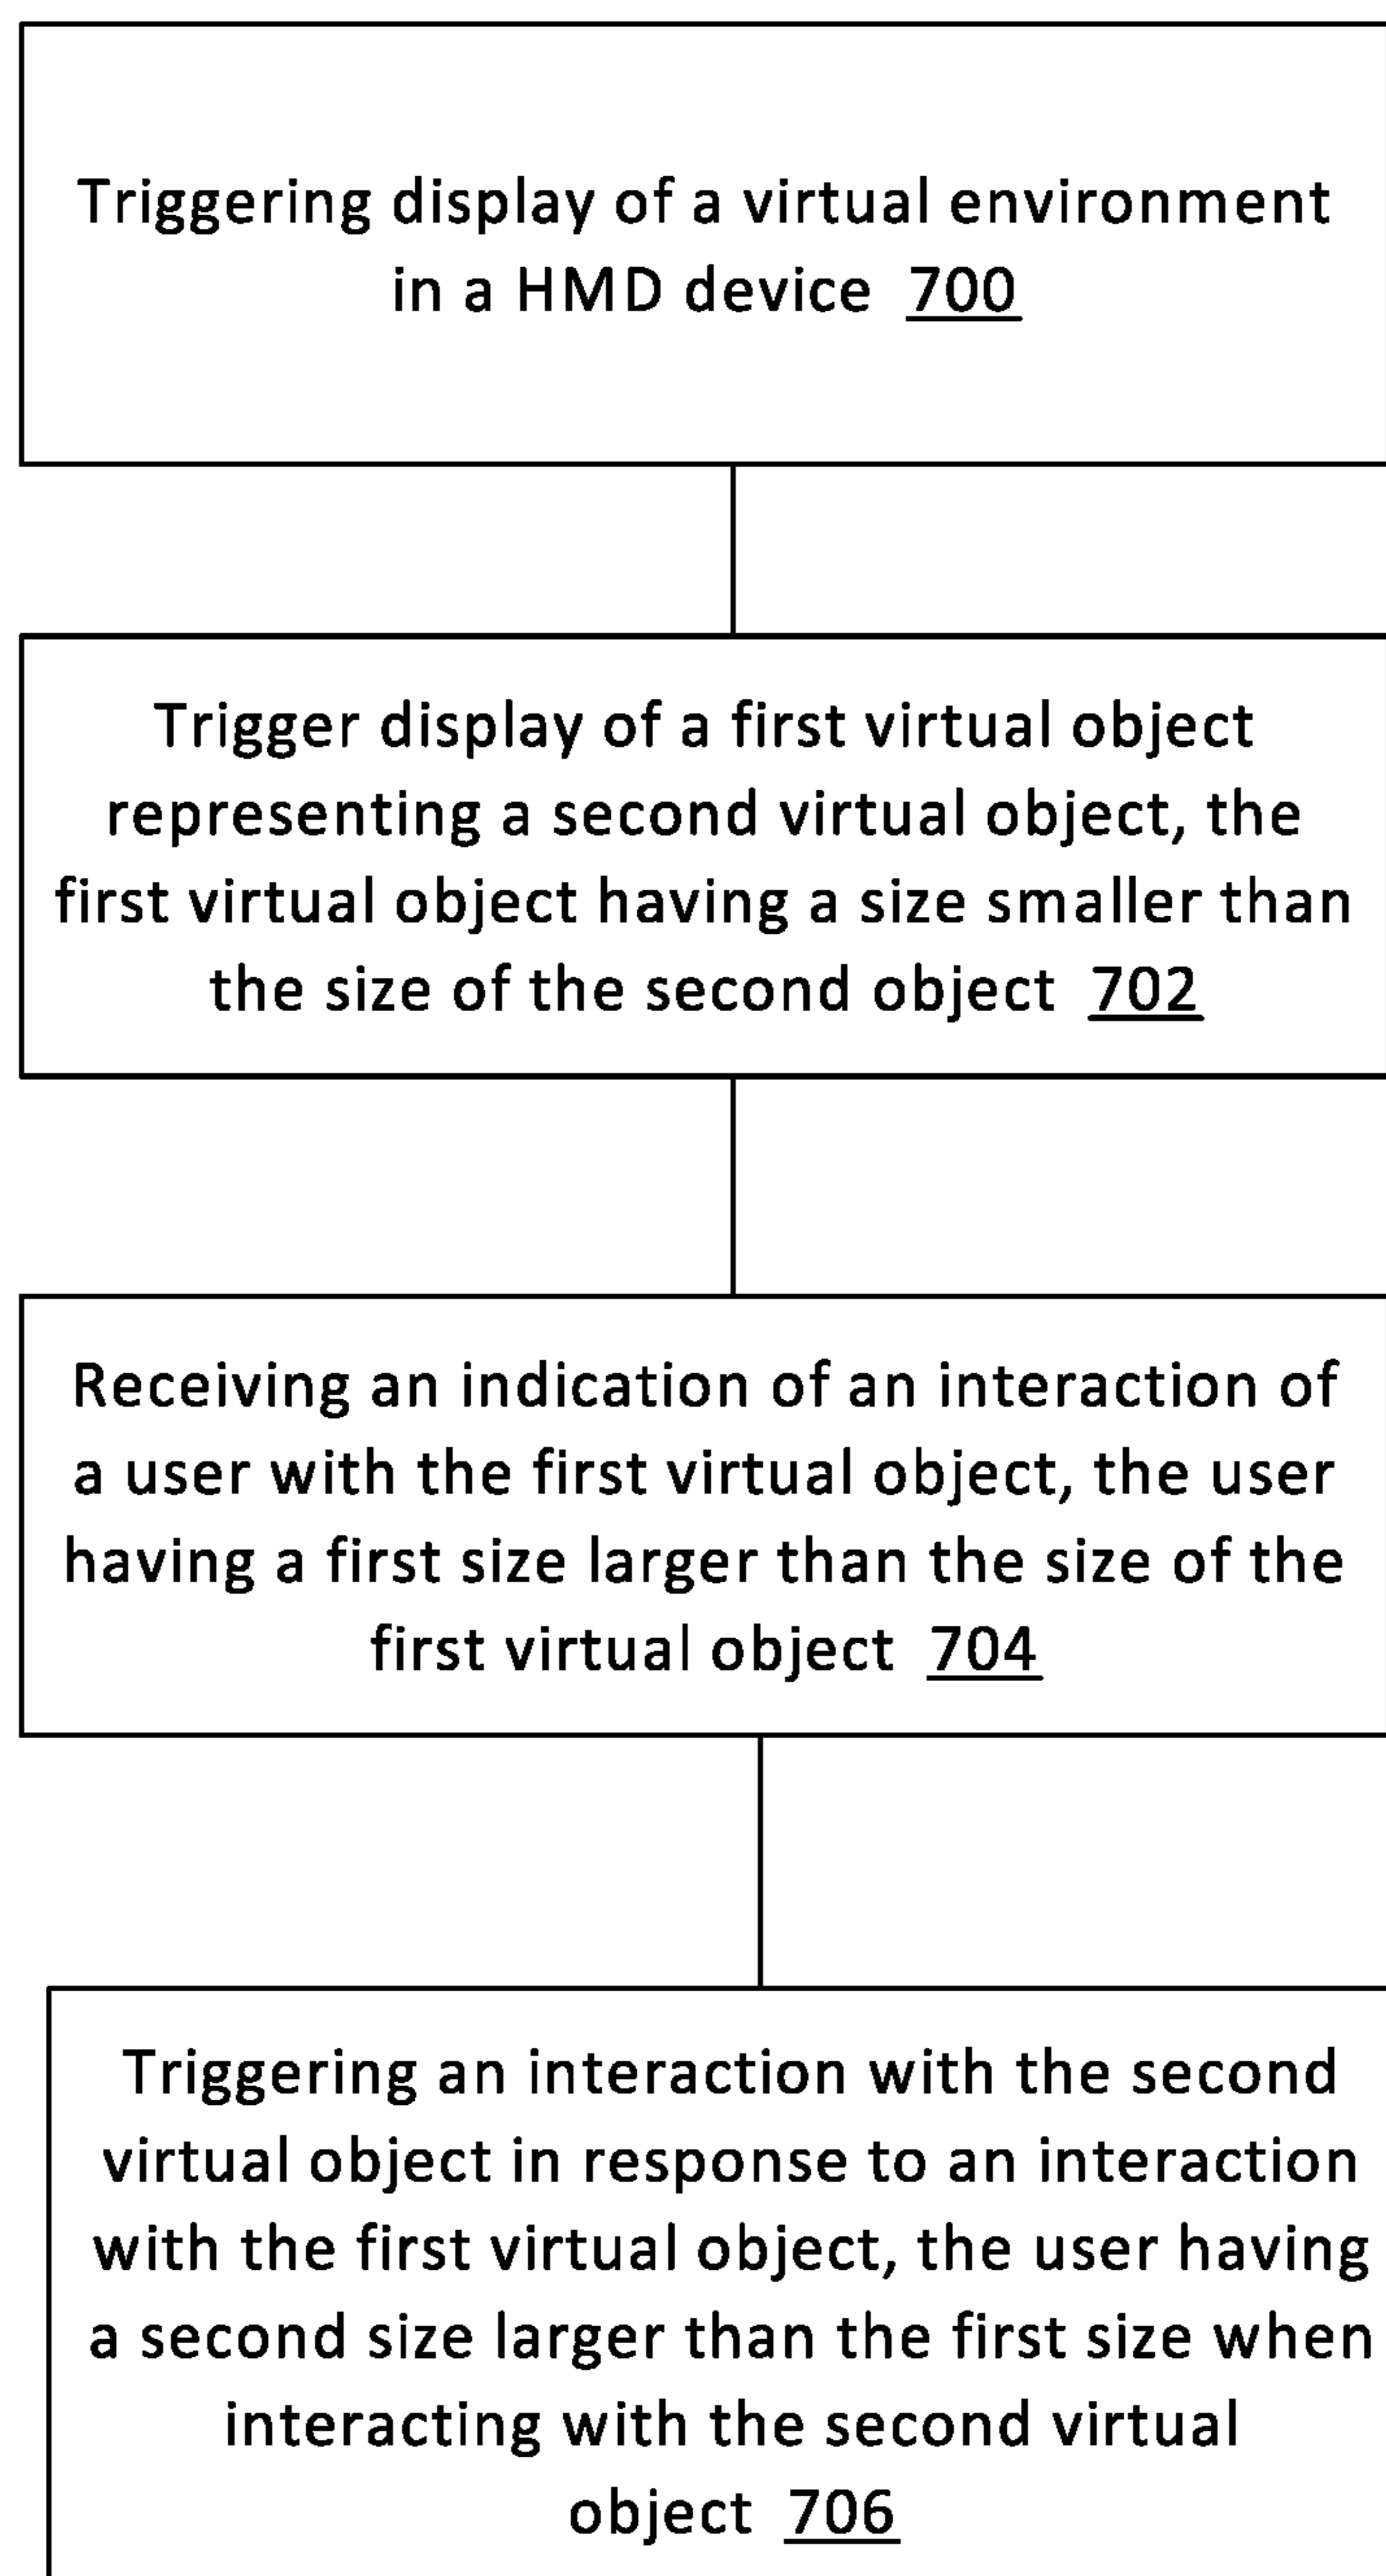 Triggering display of a virtual environment
in a HMD device 700
Trigger display of a first virtual object
representing a second virtual object, the
first virtual object having a size smaller than
the size of the second object 702
Receiving an indication of an interaction of
a user with the first virtual object, the user
having a first size larger than the size of the
first virtual object 704
Triggering an interaction with the second
virtual object in response to an interaction
with the first virtual object, the user having
a second size larger than the first size when
interacting with the second virtual
object 706